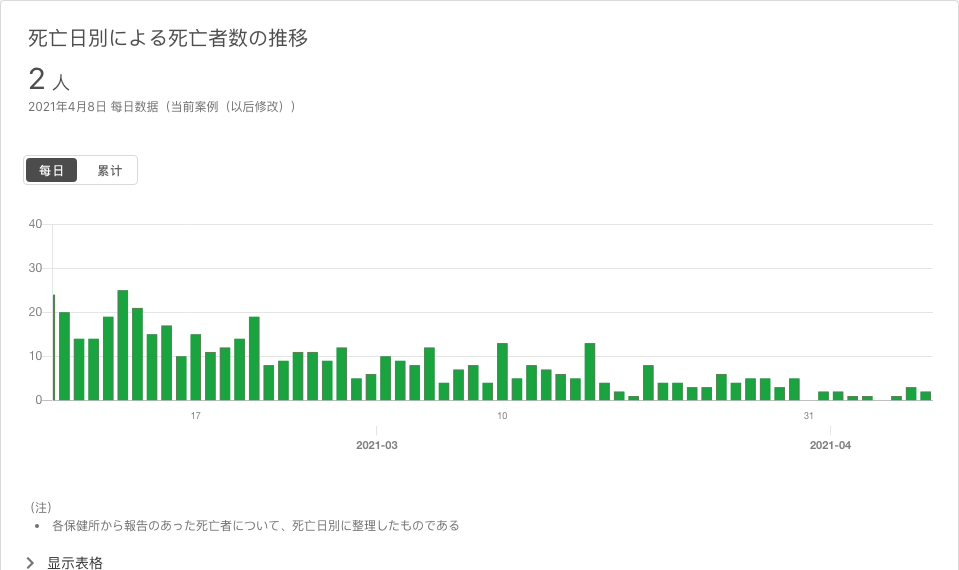 死亡日別による死亡者数の推移
2 人
2021年4月8日 每日数据（当前案例（以后修改））
每日 累计
40
30
20
10
0
17 10 31
2021-03 2021-04
（注）
• 各保健所から報告のあった死亡者について、死亡日別に整理したものである
显示表格